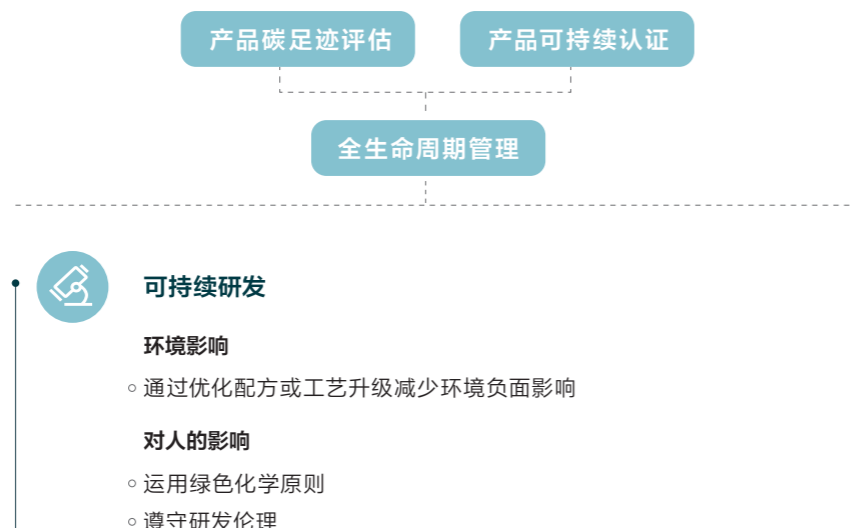 产品碳足迹评估
产品可持续认证
全生命周期管理
可持续研发
环境影响
通过优化配方或工艺升级减少环境负面影响
对人的影响
运用绿色化学原则
遵守研发伦理